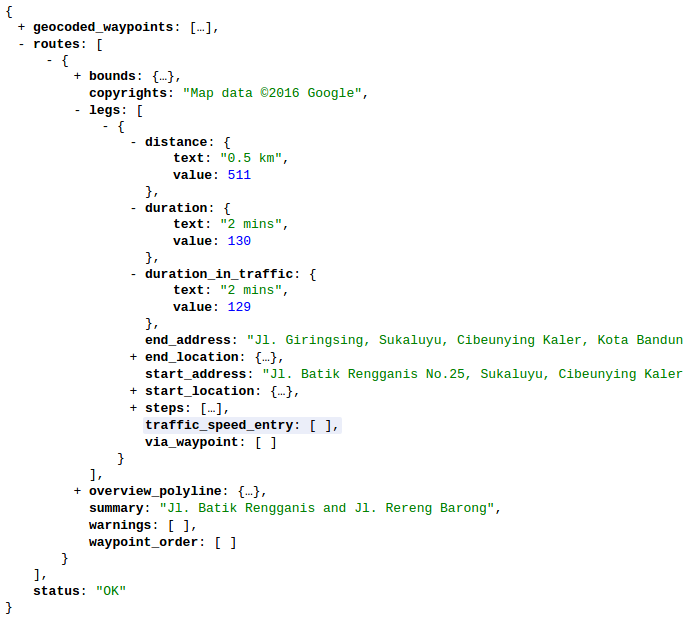 {
+ geocoded_waypoints: […],
- routes: [
- {
+ bounds: {…},
copyrights: "Map data ©2016 Google",
- legs: [
- {
- distance: {
text: "0.5 km",
value: 511
},
- duration: {
text: "2 mins",
value: 130
},
- duration_in_traffic: {
text: "2 mins",
value: 129
},
end_address: "Jl. Giringsing, Sukaluyu, Cibeunying Kaler, Kota Bandun
+ end_location: {…},
start_address: "Jl. Batik Rengganis No.25, Sukaluyu, Cibeunying Kaler
+ start_location: {…},
+ steps: […],
traffic_speed_entry: [ ],
via_waypoint: [ ]
}
],
+ overview_polyline: {…},
summary: "Jl. Batik Rengganis and Jl. Rereng Barong",
warnings: [ ],
waypoint_order: [ ]
}
],
status: "OK"
}